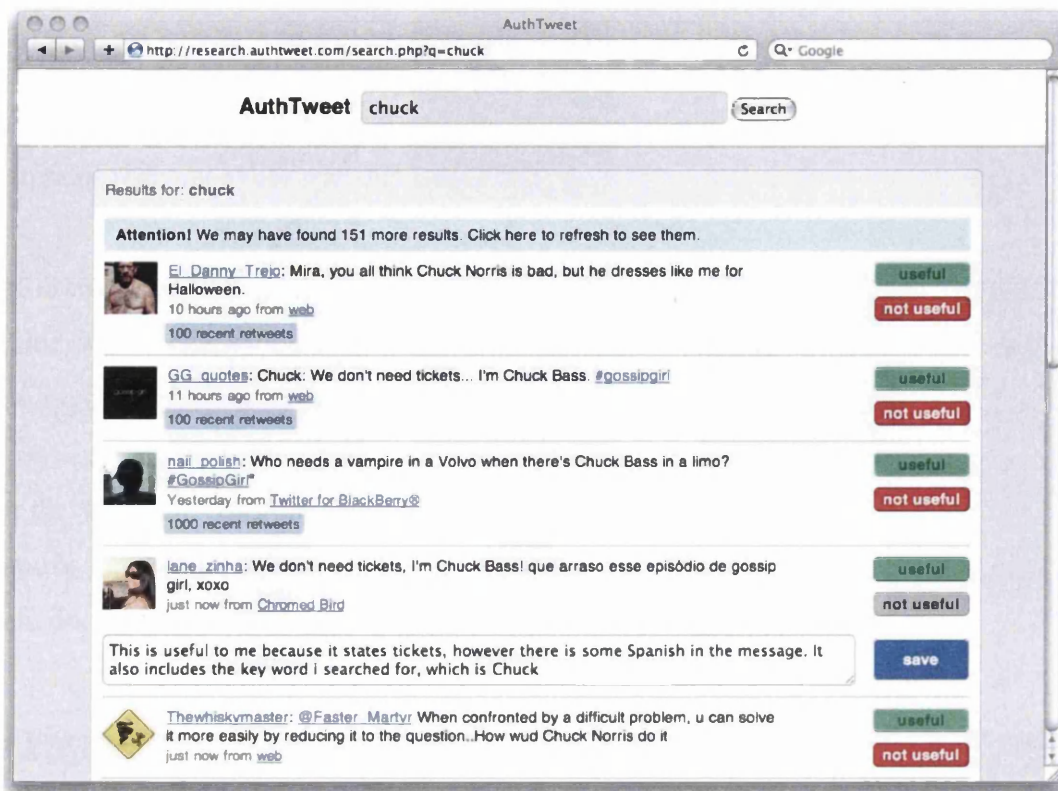 AuthTweet
http://research.authtweet.com/search.php?q=chuck
Google
AuthTweet chuck Search
Results for: chuck
Attention! We may have found 151 more results. Click here to refresh to see them.
El_Danny_Trejo: Mira, you all think Chuck Norris is bad, but he dresses like me for
Halloween.
10 hours ago from web
100 recent retweets
useful
not useful
GG_quotes: Chuck: We don't need tickets... I'm Chuck Bass. #gossipgirl
11 hours ago from web
100 recent retweets
useful
not useful
nail_polish: Who needs a vampire in a Volvo when there's Chuck Bass in a limo?
#GossipGirl"
Yesterday from Twitter for BlackBerry®
1000 recent retweets
useful
not useful
lane_zinha: We don't need tickets, I'm Chuck Bass! que arraso esse episódio de gossip
girl, xoxo
just now from Chromed Bird
useful
not useful
This is useful to me because it states tickets, however there is some Spanish in the message. It
also includes the key word i searched for, which is Chuck
save
Thewhiskymaster: @Faster_Martyr When confronted by a difficult problem, u can solve
it more easily by reducing it to the question..How wud Chuck Norris do it
just now from web
useful
not useful